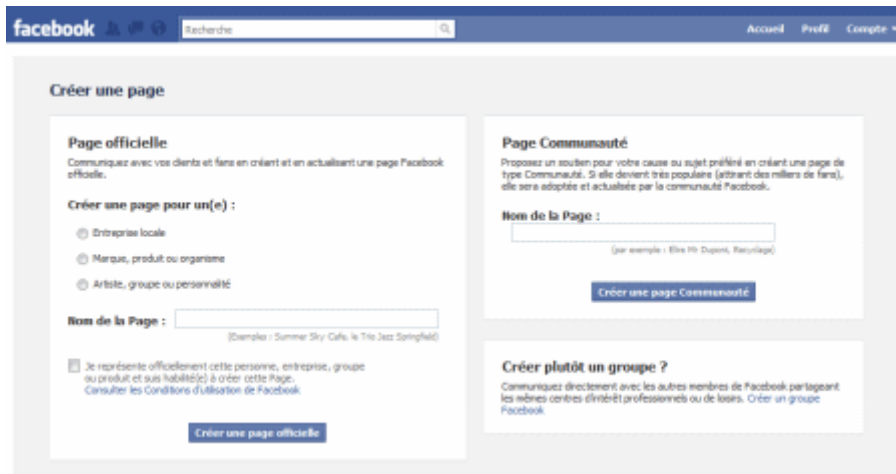 facebook
Recherche
Accueil Profil Compte
Créer une page
Page officielle
Communiquez avec vos clients et fans en créant et en actualisant une page Facebook
officielle.
Créer une page pour un(e) :
Entreprise locale
Marque, produit ou organisme
Artiste, groupe ou personnalité
Nom de la Page :
(Exemples : Summer Sky Cafe, le Trio Jazz Springfield)
Je représente officiellement cette personne, entreprise, groupe
ou produit et suis habilité(e) à créer cette Page.
Consulter les Conditions d'utilisation de Facebook
Créer une page officielle
Page Communauté
Proposez un soutien pour votre cause ou sujet préféré en créant une page de
type Communauté. Si elle devient très populaire (attirant des milliers de fans),
elle sera adoptée et actualisée par la communauté Facebook.
Nom de la Page :
(par exemple : Elire Mr Dupont, Recyclage)
Créer une page Communauté
Créer plutôt un groupe ?
Communiquez directement avec les autres membres de Facebook partageant
les mêmes centres d'intérêt professionnels ou de loisirs. Créer un groupe
Facebook